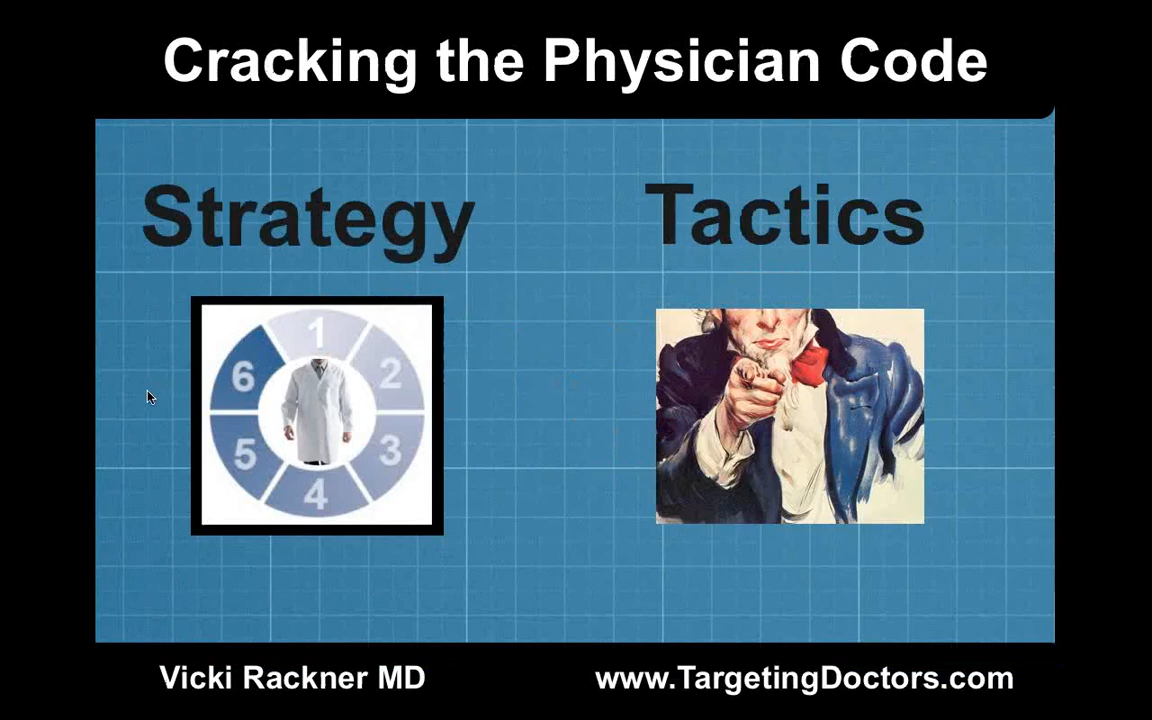 Cracking the Physician Code
Strategy
Tactics
1
2
3
4
5
6
Vicki Rackner MD
www.TargetingDoctors.com